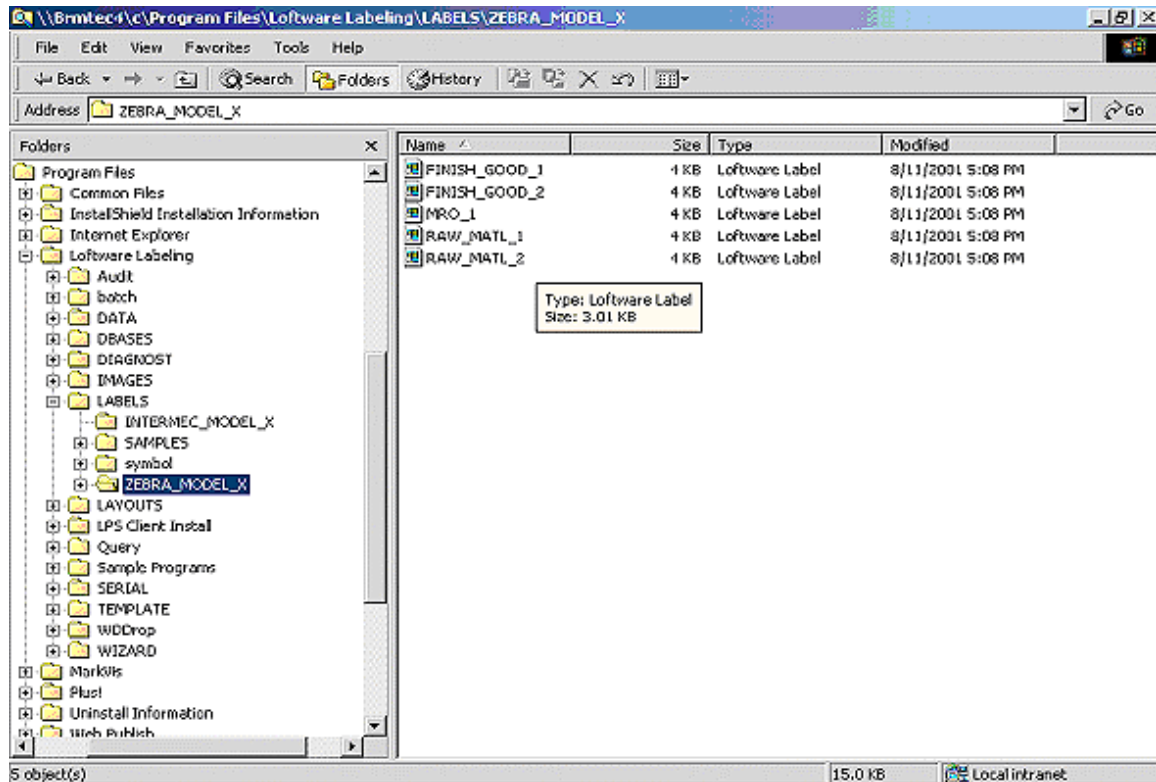 \\Brmtec4\c\Program Files\Loftware Labeling\LABELS\ZEBRA_MODEL_X
File Edit View Favorites Tools Help
Back Search Folders History
Address ZEBRA_MODEL_X Go
Folders
Program Files
Common Files
InstallShield Installation Information
Internet Explorer
Loftware Labeling
Audit
batch
DATA
DBASES
DIAGNOST
IMAGES
LABELS
INTERMEC_MODEL_X
SAMPLES
symbol
ZEBRA_MODEL_X
LAYOUTS
LPS Client Install
Query
Sample Programs
SERIAL
TEMPLATE
WDDrop
WIZARD
MarkVis
Plus!
Uninstall Information
Web Publish
Name Size Type Modified
FINISH_GOOD_1 4 KB Loftware Label 8/11/2001 5:08 PM
FINISH_GOOD_2 4 KB Loftware Label 8/11/2001 5:08 PM
MRO_1 4 KB Loftware Label 8/11/2001 5:08 PM
RAW_MATL_1 4 KB Loftware Label 8/11/2001 5:08 PM
RAW_MATL_2 4 KB Loftware Label 8/11/2001 5:08 PM
Type: Loftware Label
Size: 3.01 KB
5 object(s) 15.0 KB Local intranet